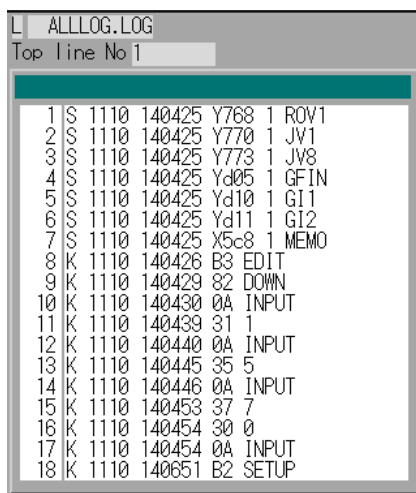 L ALLLOG.LOG
Top line No 1
1 S 1110 140425 Y768 1 ROV1
2 S 1110 140425 Y770 1 JV1
3 S 1110 140425 Y773 1 JV8
4 S 1110 140425 Yd05 1 GFIN
5 S 1110 140425 Yd10 1 GI1
6 S 1110 140425 Yd11 1 GI2
7 S 1110 140425 X5c8 1 MEMO
8 K 1110 140426 B3 EDIT
9 K 1110 140429 82 DOWN
10 K 1110 140430 0A INPUT
11 K 1110 140439 31 1
12 K 1110 140440 0A INPUT
13 K 1110 140445 35 5
14 K 1110 140446 0A INPUT
15 K 1110 140453 37 7
16 K 1110 140454 30 0
17 K 1110 140454 0A INPUT
18 K 1110 140651 B2 SETUP